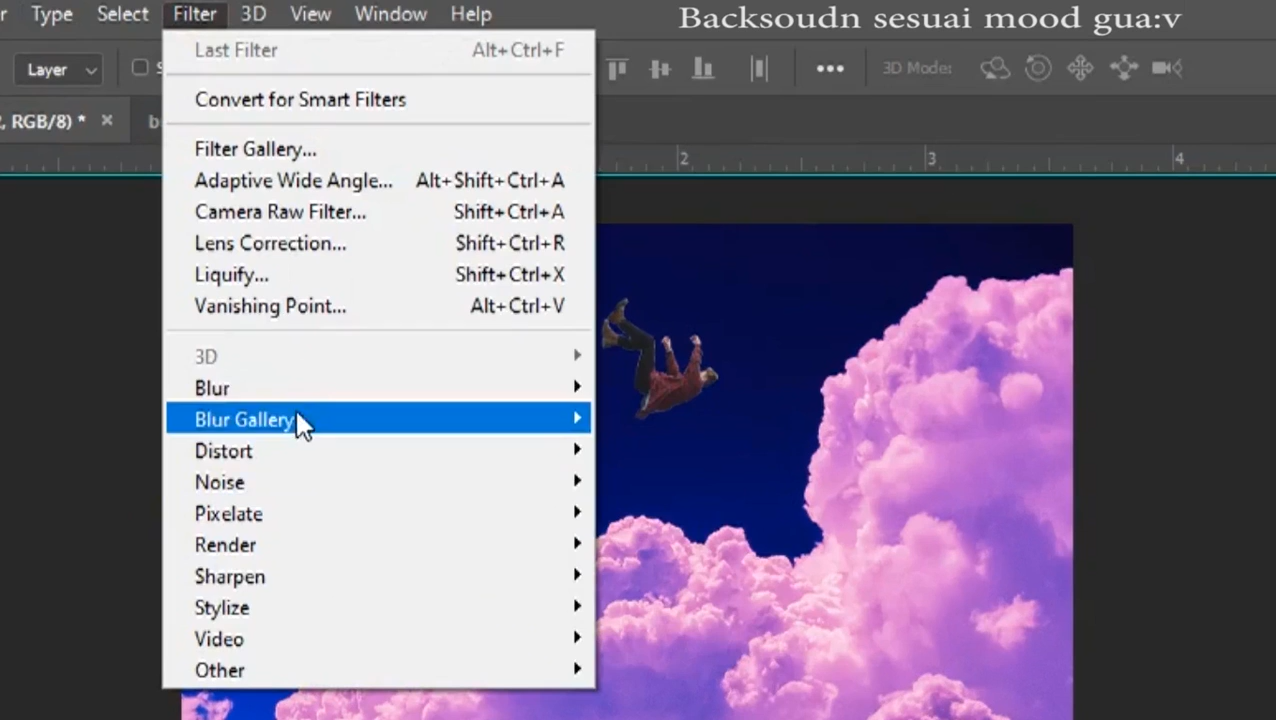 Type Select Filter 3D View Window Help
Backsoudn sesuai mood gua:v
Layer
3D Mode:
RGB/8) *
2 3 4
Last Filter Alt+Ctrl+F
Convert for Smart Filters
Filter Gallery...
Adaptive Wide Angle... Alt+Shift+Ctrl+A
Camera Raw Filter... Shift+Ctrl+A
Lens Correction... Shift+Ctrl+R
Liquify... Shift+Ctrl+X
Vanishing Point... Alt+Ctrl+V
3D
Blur
Blur Gallery
Distort
Noise
Pixelate
Render
Sharpen
Stylize
Video
Other